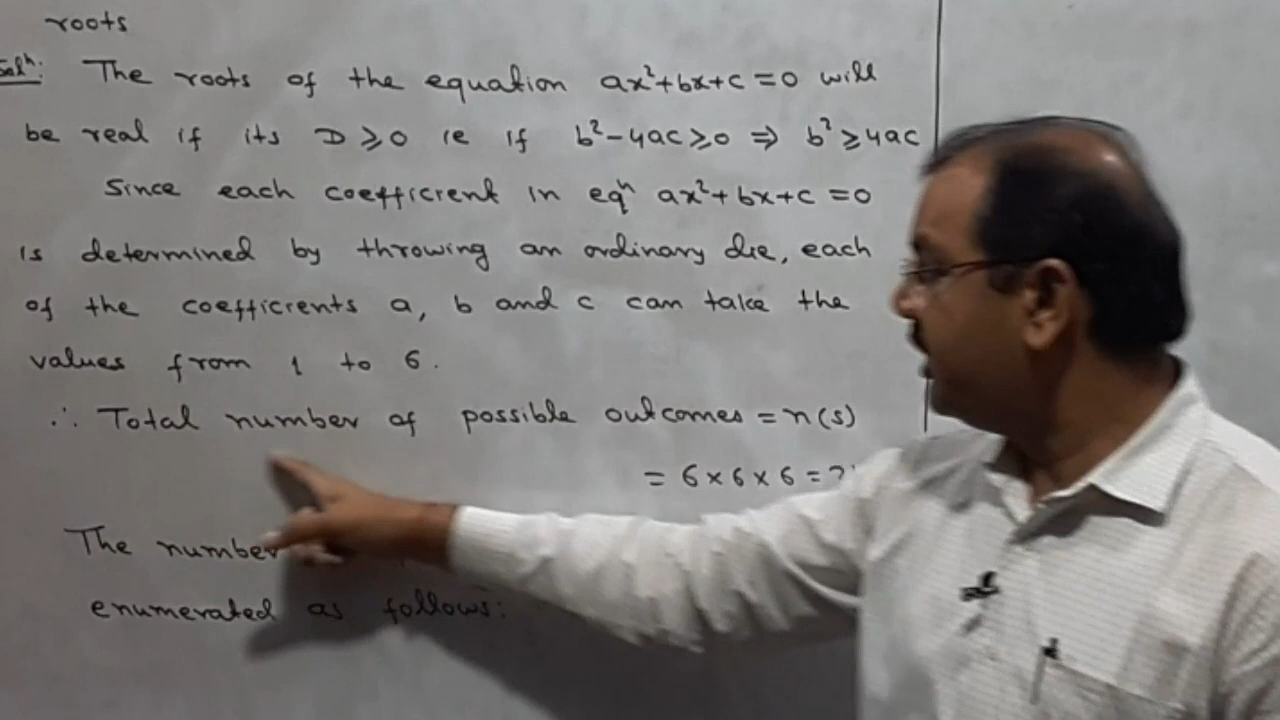 roots
Solⁿ: The roots of the equation ax²+bx+c=0 will
be real if its D⩾0 ie if b²-4ac⩾0 ⇒ b²⩾4ac
Since each coefficient in eqⁿ ax²+bx+c=0
is determined by throwing an ordinary die, each
of the coefficients a, b and c can take the
values from 1 to 6.
∴ Total number of possible outcomes = n(s)
= 6×6×6 =
The number
enumerated as follows: